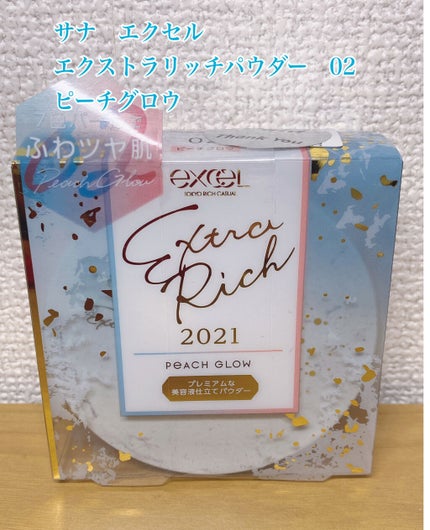 サナ　エクセル
エクストラリッチパウダー　02
ピーチグロウ
ふわツヤ肌
Peach Glow
Thank You
excel
TOKYO RICH CASUAL
Extra
Rich
2021
PEACH GLOW
プレミアムな
美容液仕立てパウダー